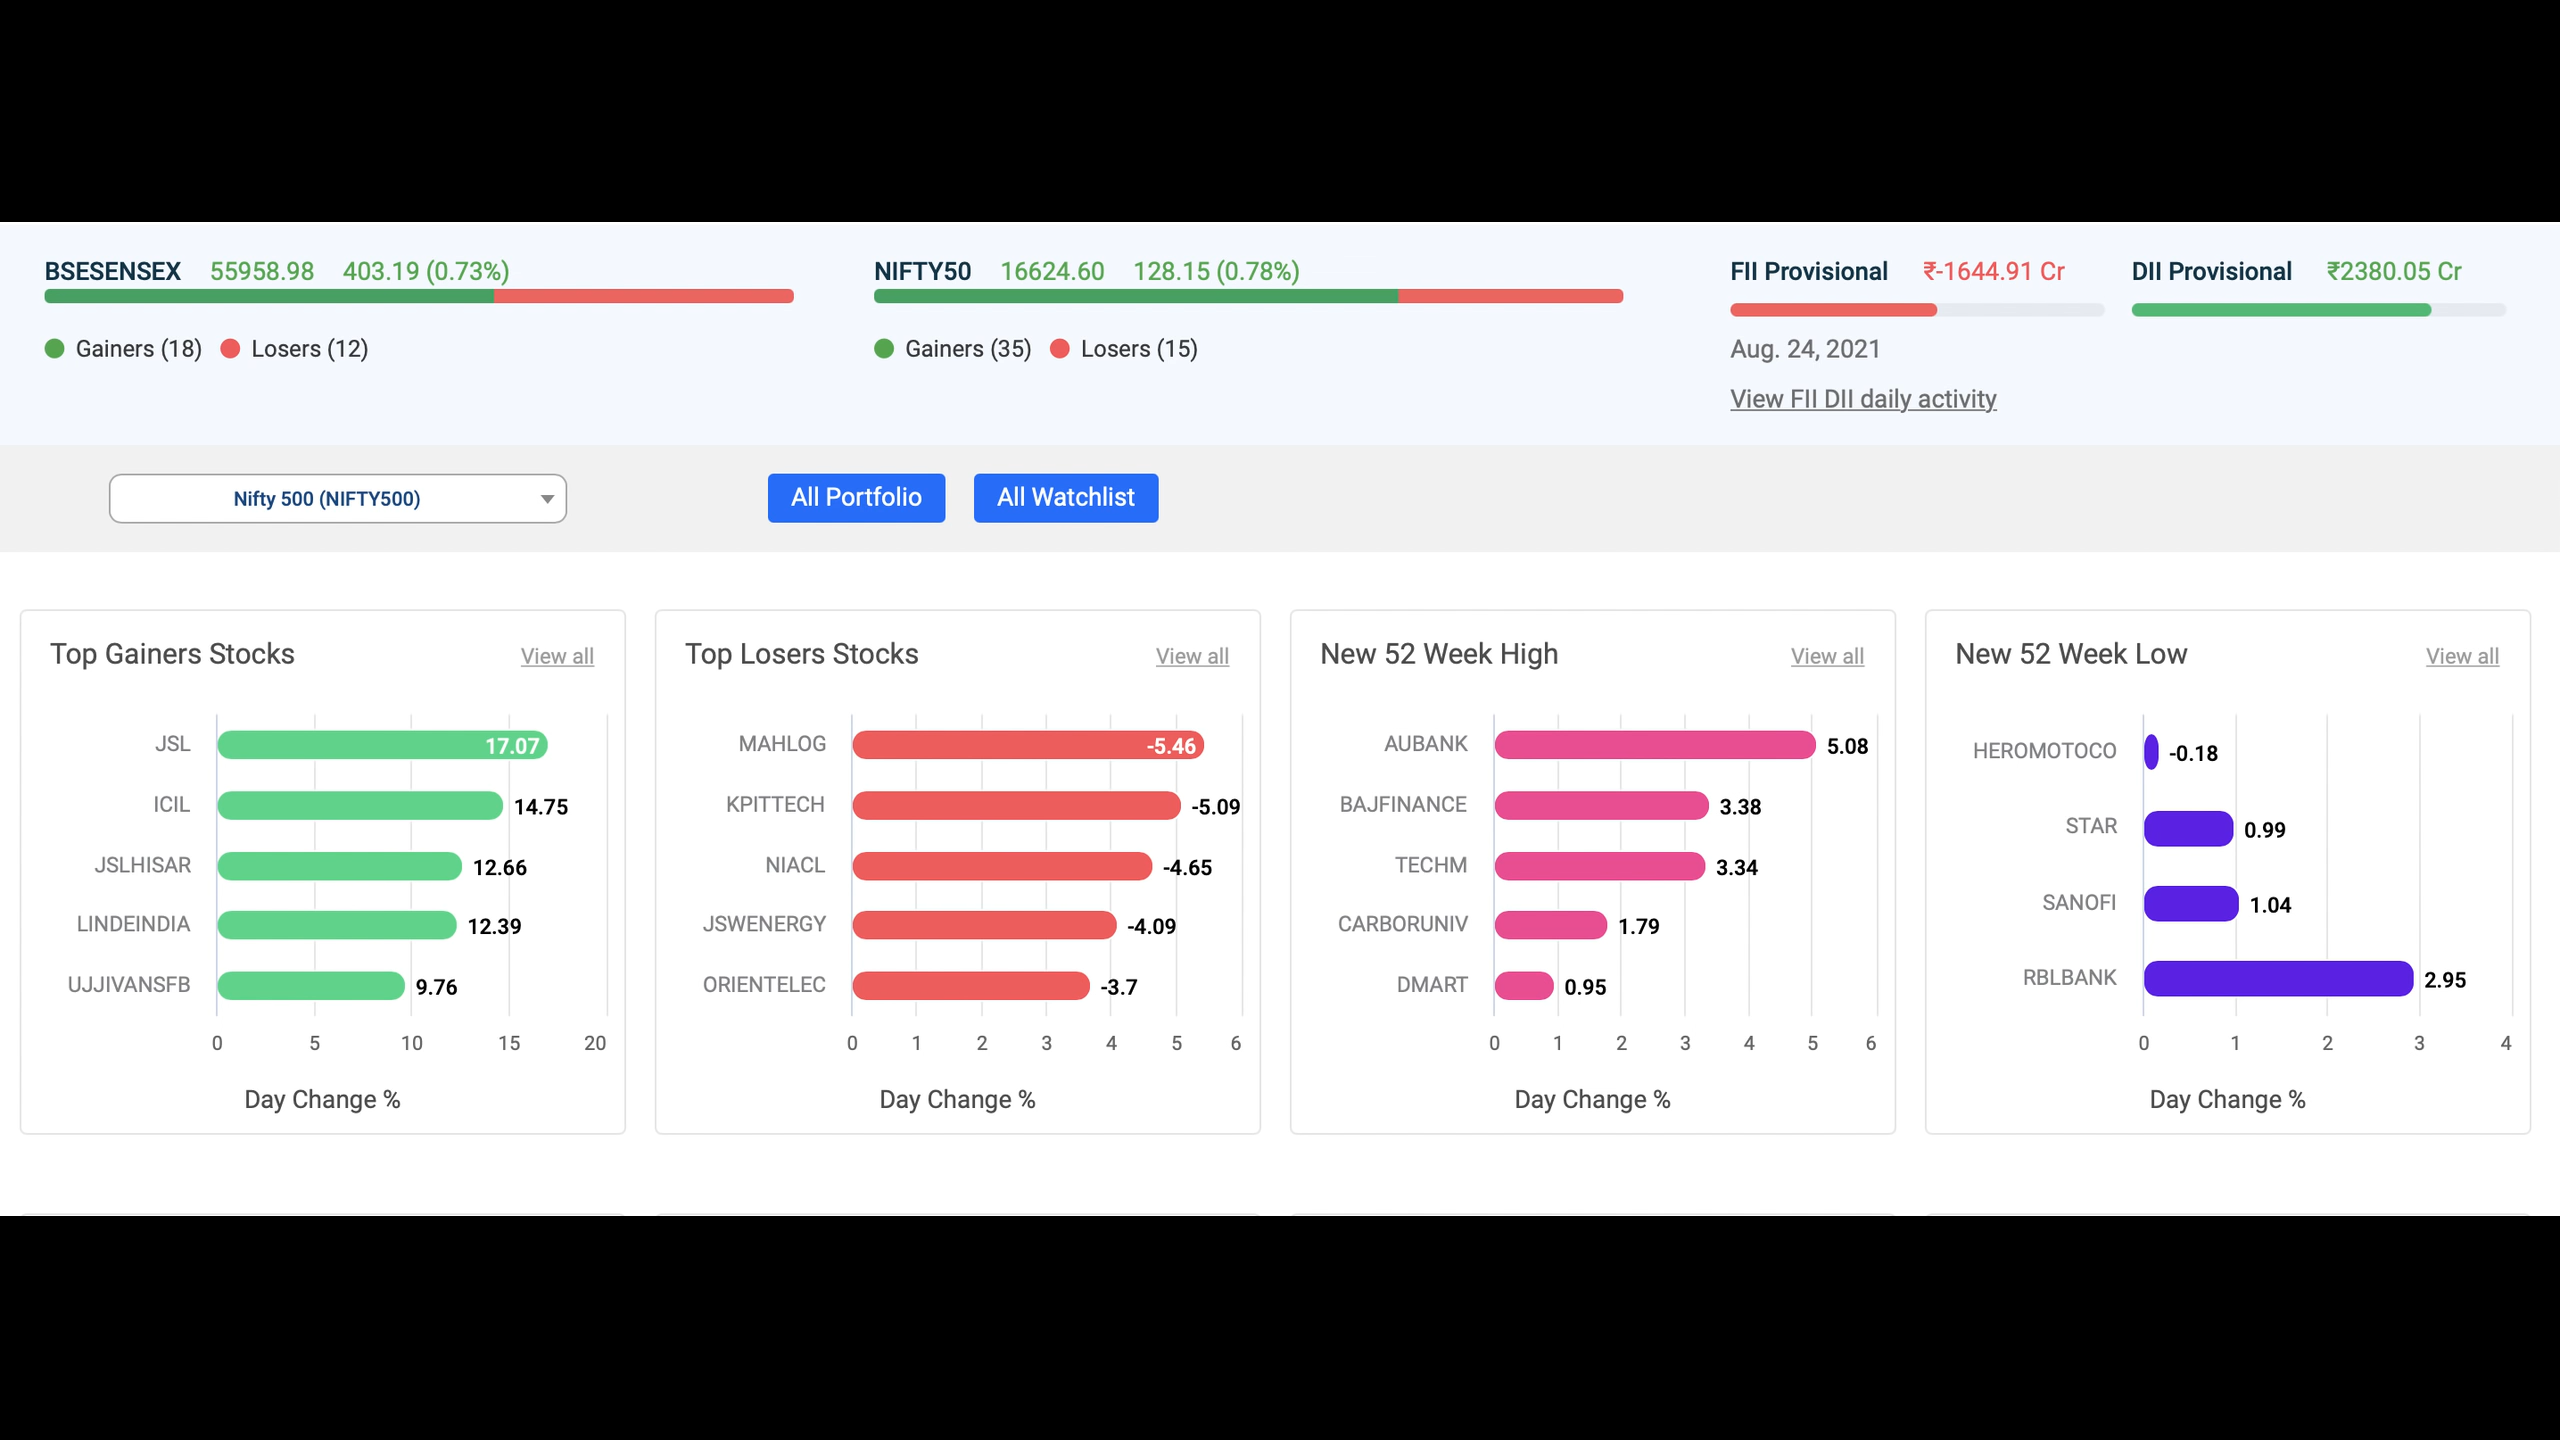 BSESENSEX 55958.98 403.19 (0.73%)
Gainers (18) Losers (12)
NIFTY50 16624.60 128.15 (0.78%)
Gainers (35) Losers (15)
FII Provisional ₹-1644.91 Cr
DII Provisional ₹2380.05 Cr
Aug. 24, 2021
View FII DII daily activity
Nifty 500 (NIFTY500)
All Portfolio
All Watchlist
Top Gainers Stocks View all
JSL 17.07
ICIL 14.75
JSLHISAR 12.66
LINDEINDIA 12.39
UJJIVANSFB 9.76
0 5 10 15 20
Day Change %
Top Losers Stocks View all
MAHLOG -5.46
KPITTECH -5.09
NIACL -4.65
JSWENERGY -4.09
ORIENTELEC -3.7
0 1 2 3 4 5 6
Day Change %
New 52 Week High View all
AUBANK 5.08
BAJFINANCE 3.38
TECHM 3.34
CARBORUNIV 1.79
DMART 0.95
0 1 2 3 4 5 6
Day Change %
New 52 Week Low View all
HEROMOTOCO -0.18
STAR 0.99
SANOFI 1.04
RBLBANK 2.95
0 1 2 3 4
Day Change %